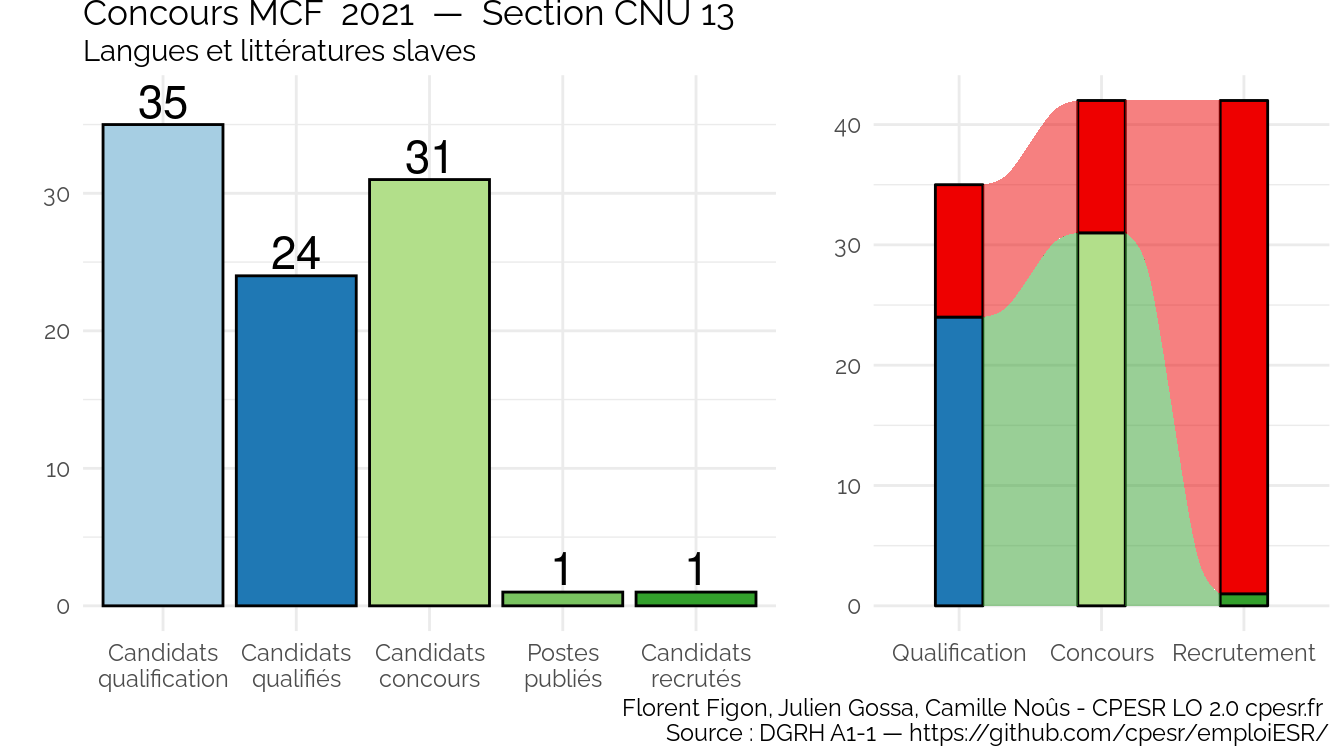 Concours MCF 2021 — Section CNU 13
Langues et littératures slaves
35
24
31
1
1
30
20
10
0
Candidats qualification
Candidats qualifiés
Candidats concours
Postes publiés
Candidats recrutés
40
30
20
10
0
Qualification
Concours
Recrutement
Florent Figon, Julien Gossa, Camille Noûs - CPESR LO 2.0 cpesr.fr
Source : DGRH A1-1 — https://github.com/cpesr/emploiESR/